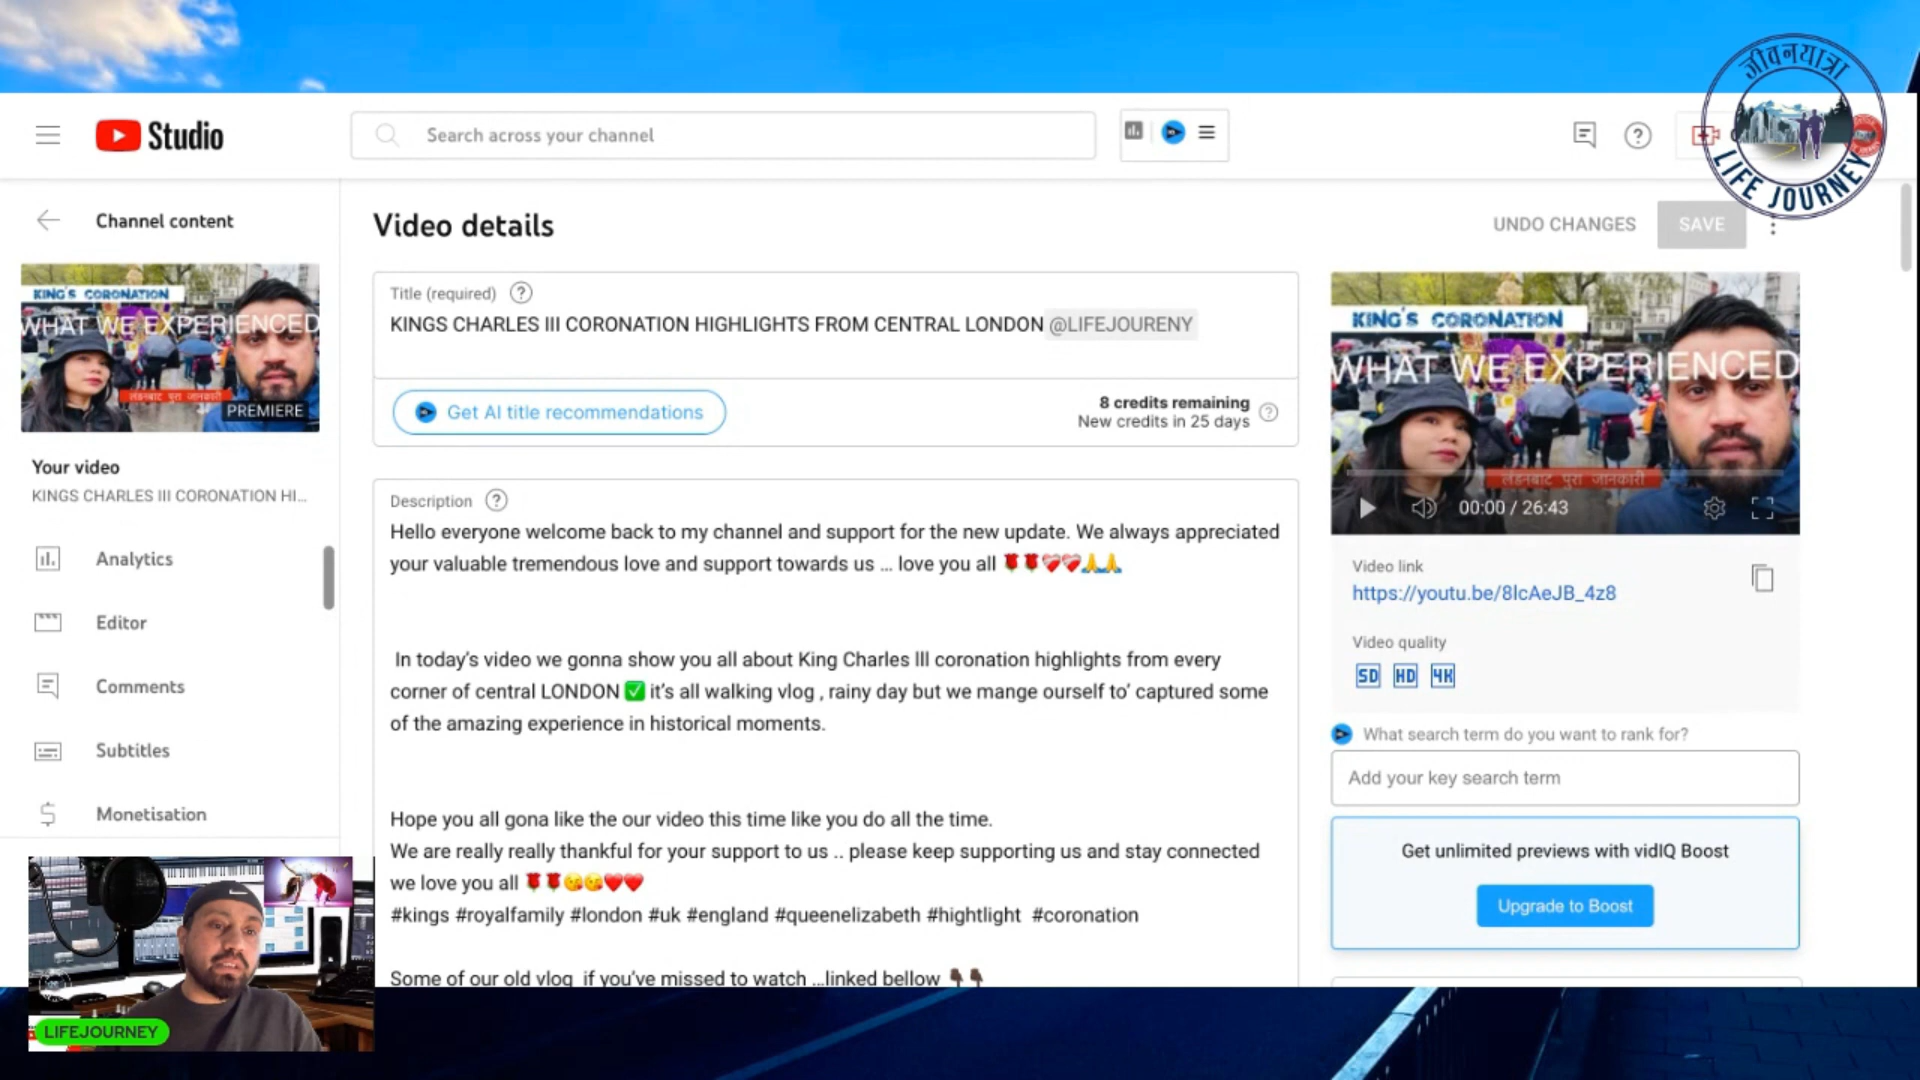 जीवनयात्रा
LIFE JOURNEY
Studio
Search across your channel
Channel content
Video details
UNDO CHANGES
SAVE
KING'S CORONATION
WHAT WE EXPERIENCED
लंडनबाट पुरा जानकारी
PREMIERE
Your video
KINGS CHARLES III CORONATION HI...
Analytics
Editor
Comments
Subtitles
Monetisation
Title (required)
KINGS CHARLES III CORONATION HIGHLIGHTS FROM CENTRAL LONDON @LIFEJOURENY
Get AI title recommendations
8 credits remaining
New credits in 25 days
Description
Hello everyone welcome back to my channel and support for the new update. We always appreciated
your valuable tremendous love and support towards us ... love you all 🌹🌹💝💝🙏🙏
In today's video we gonna show you all about King Charles III coronation highlights from every
corner of central LONDON ✅ it's all walking vlog , rainy day but we mange ourself to' captured some
of the amazing experience in historical moments.
Hope you all gona like the our video this time like you do all the time.
We are really really thankful for your support to us .. please keep supporting us and stay connected
we love you all 🌹🌹😘😘❤️❤️
#kings #royalfamily #london #uk #england #queenelizabeth #hightlight #coronation
Some of our old vlog if you've missed to watch ...linked bellow 👇🏿👇🏿
KING'S CORONATION
WHAT WE EXPERIENCED
लंडनबाट पुरा जानकारी
00:00 / 26:43
Video link
https://youtu.be/8lcAeJB_4z8
Video quality
SD HD 4K
What search term do you want to rank for?
Add your key search term
Get unlimited previews with vidIQ Boost
Upgrade to Boost
LIFEJOURNEY